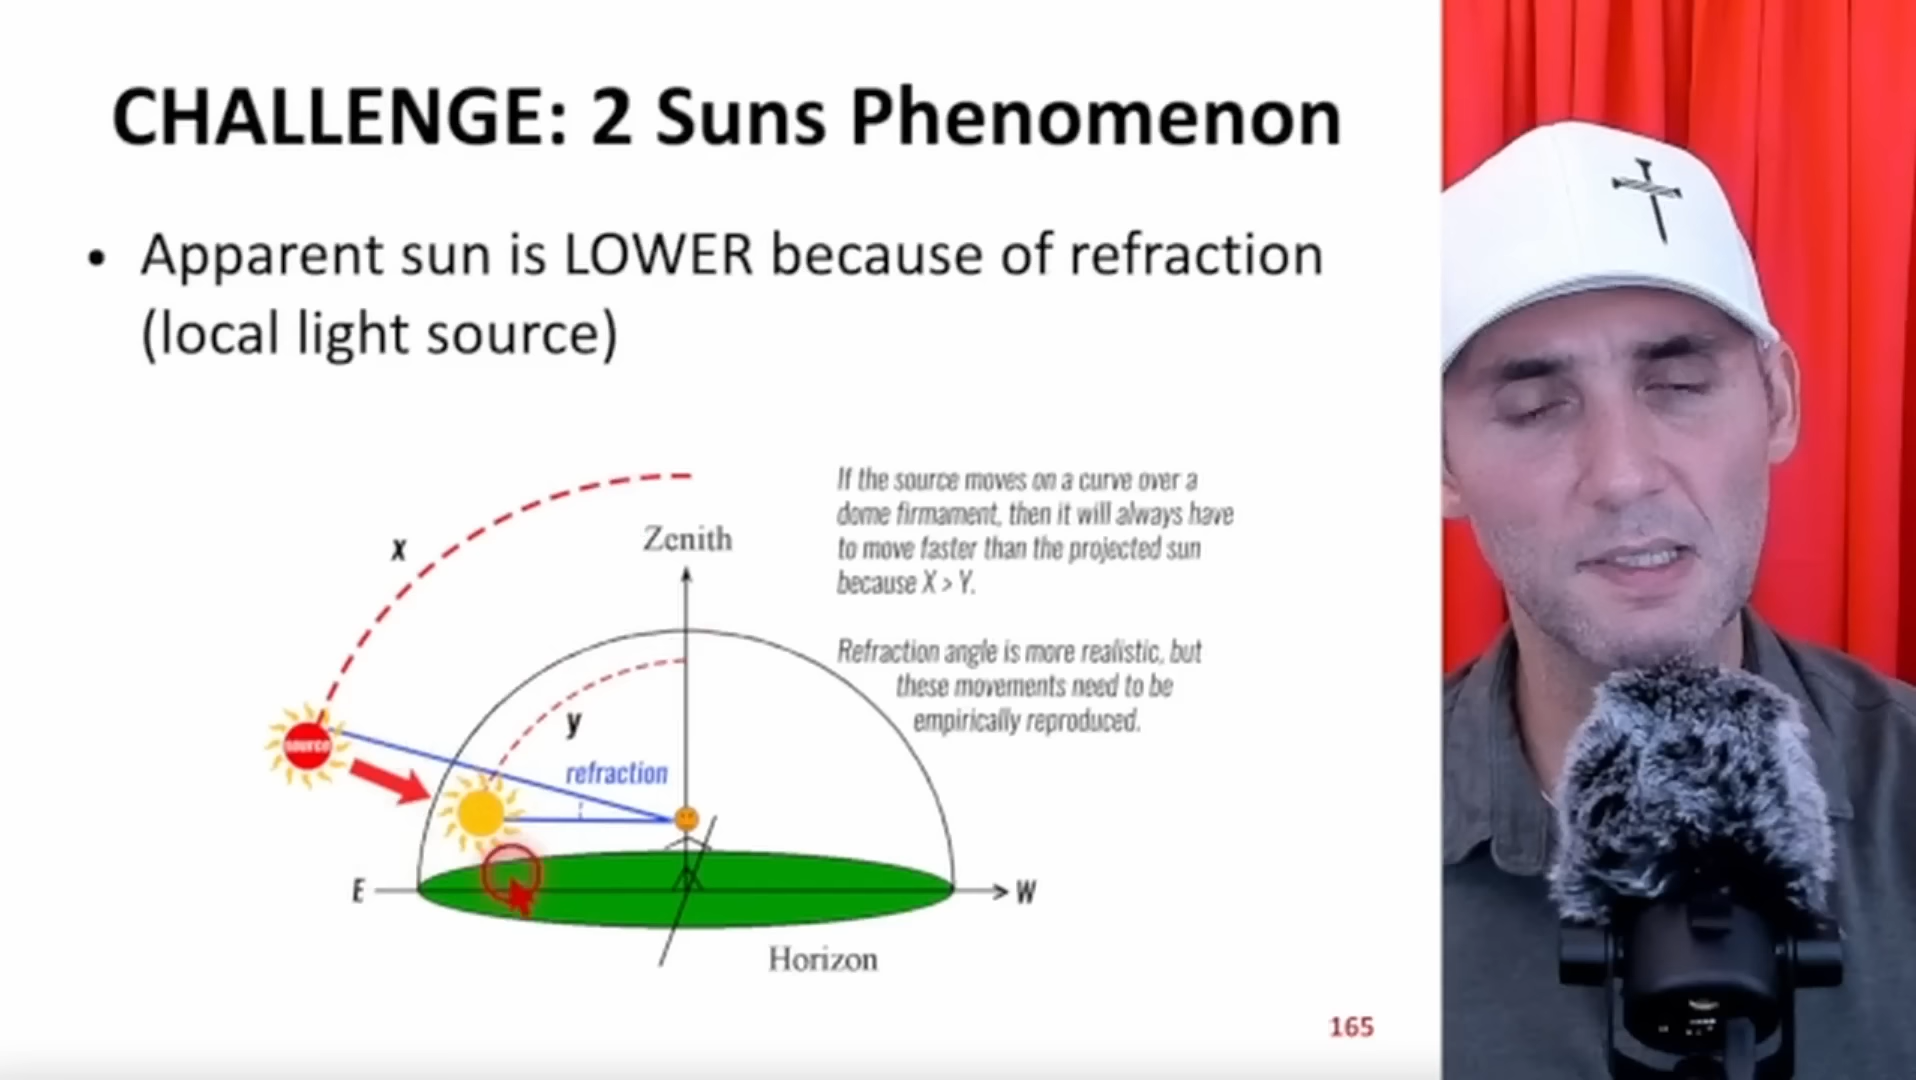 CHALLENGE: 2 Suns Phenomenon
• Apparent sun is LOWER because of refraction
(local light source)
If the source moves on a curve over a
dome firmament, then it will always have
to move faster than the projected sun
because X > Y.
x
Zenith
Refraction angle is more realistic, but
these movements need to be
empirically reproduced.
y
source
refraction
E
W
Horizon
165